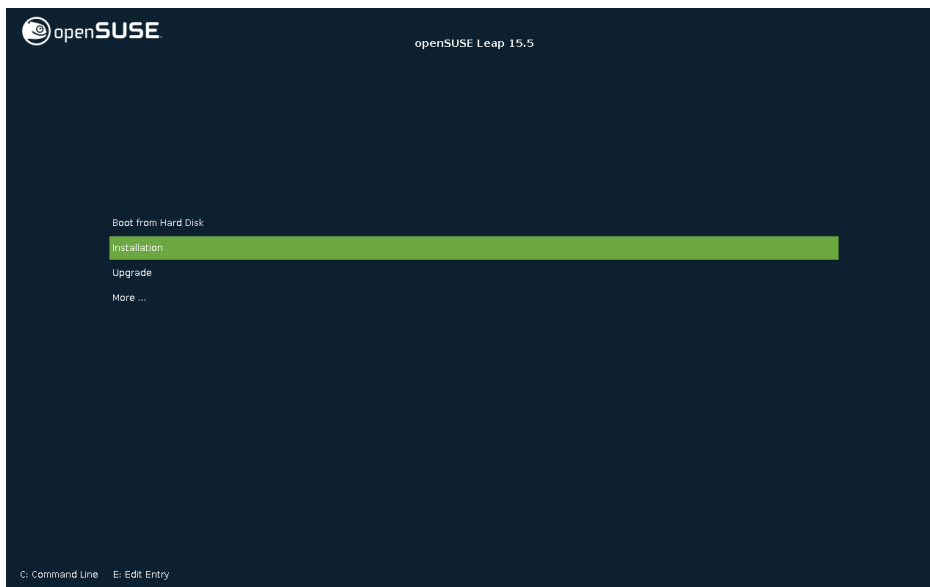 openSUSE.
openSUSE Leap 15.5
Boot from Hard Disk
Installation
Upgrade
More ...
C: Command Line E: Edit Entry